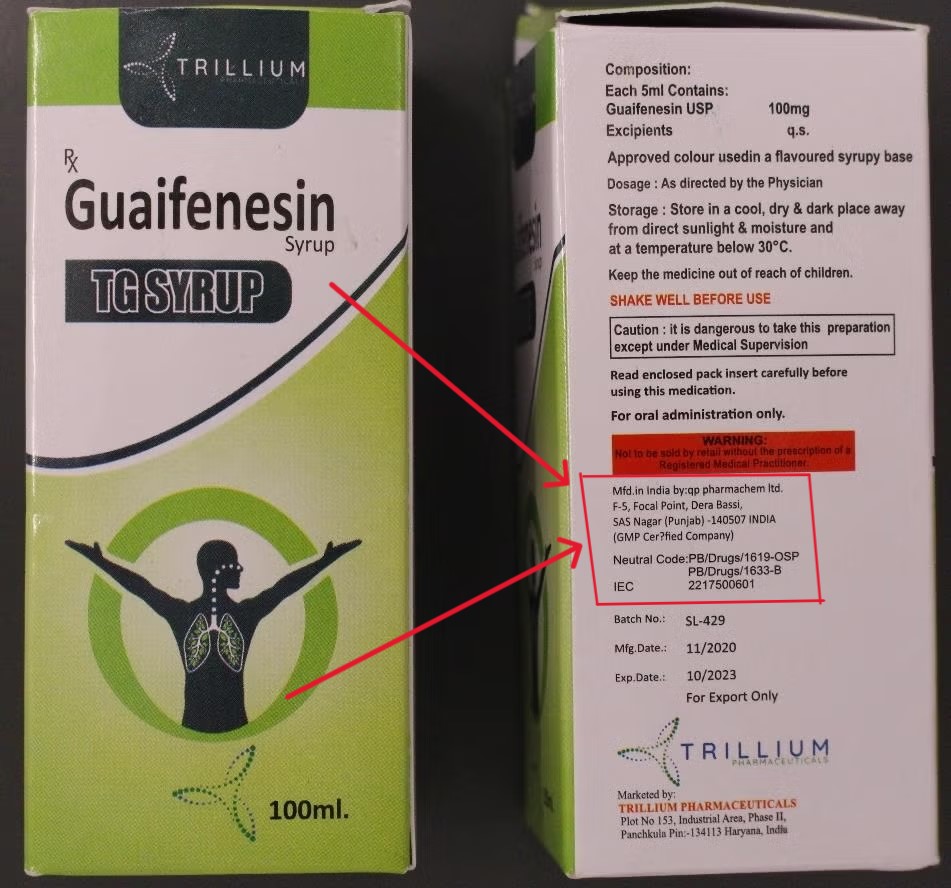 TRILLIUM
PHARMACEUTICALS
Rx
Guaifenesin
Syrup
TG SYRUP
100ml.
Composition:
Each 5ml Contains:
Guaifenesin USP 100mg
Excipients q.s.
Approved colour usedin a flavoured syrupy base
Dosage : As directed by the Physician
Storage : Store in a cool, dry & dark place away
from direct sunlight & moisture and
at a temperature below 30°C.
Keep the medicine out of reach of children.
SHAKE WELL BEFORE USE
Caution : it is dangerous to take this preparation
except under Medical Supervision
Read enclosed pack insert carefully before
using this medication.
For oral administration only.
WARNING:
Not to be sold by retail without the prescription of a
Registered Medical Practitioner.
Mfd.in India by:qp pharmachem ltd.
F-5, Focal Point, Dera Bassi,
SAS Nagar (Punjab) -140507 INDIA
(GMP Cer?fied Company)
Neutral Code:PB/Drugs/1619-OSP
PB/Drugs/1633-B
IEC 2217500601
Batch No.: SL-429
Mfg.Date.: 11/2020
Exp.Date.: 10/2023
For Export Only
TRILLIUM
PHARMACEUTICALS
Marketed by:
TRILLIUM PHARMACEUTICALS
Plot No 153, Industrial Area, Phase II,
Panchkula Pin:-134113 Haryana, India